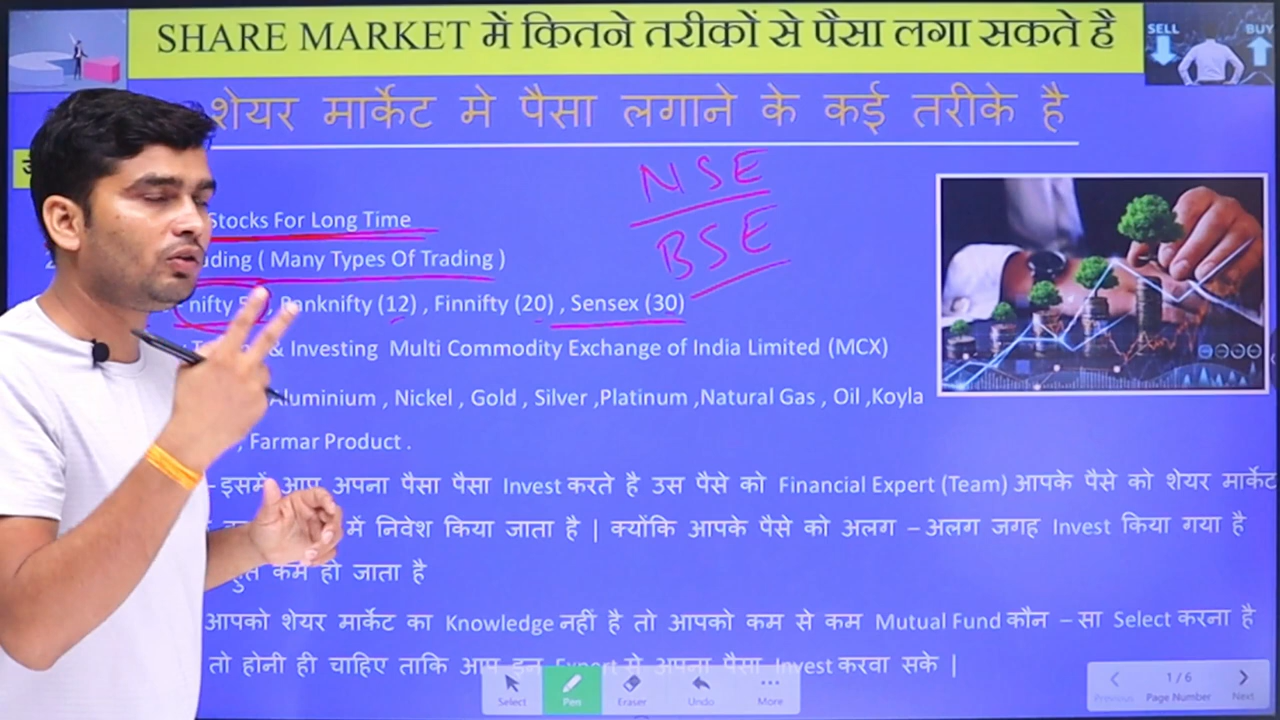 SHARE MARKET में कितने तरीकों से पैसा लगा सकते है
SELL BUY
शेयर मार्केट मे पैसा लगाने के कई तरीके है
NSE
BSE
Stocks For Long Time
( Many Types Of Trading )
nifty , (12) , Finnifty (20) , Sensex (30)
& Investing Multi Commodity Exchange of India Limited (MCX)
Aluminium , Nickel , Gold , Silver ,Platinum ,Natural Gas , Oil ,Koyla
, Farmar Product .
– इसमें आप अपना पैसा पैसा Invest करते है उस पैसे को Financial Expert (Team) आपके पैसे को शेयर मार्केट
में निवेश किया जाता है | क्योंकि आपके पैसे को अलग – अलग जगह Invest किया गया है
कम हो जाता है
आपको शेयर मार्केट का Knowledge नहीं है तो आपको कम से कम Mutual Fund कौन – सा Select करना है
तो होनी ही चाहिए ताकि आप इन Expert से अपना पैसा Invest करवा सके |
Select Pen Eraser Undo More
Previous 1/6 Page Number Next